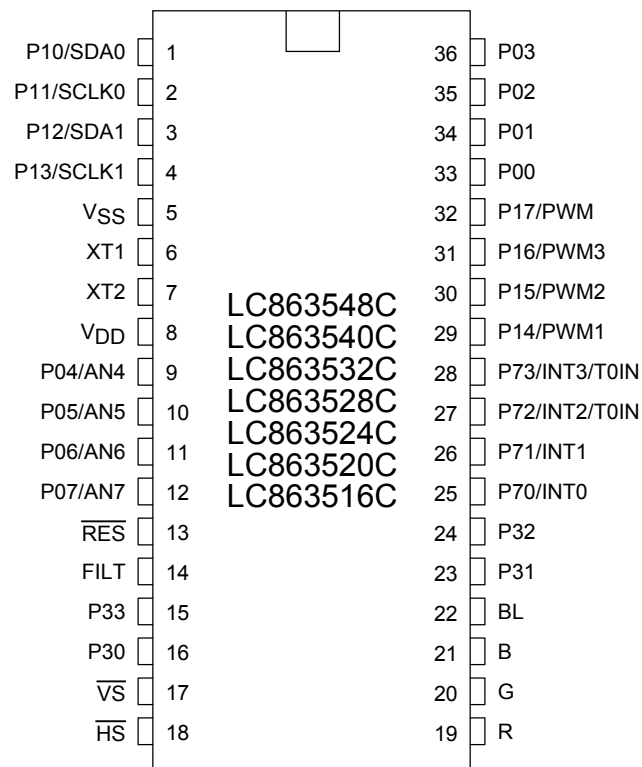 P10/SDA0 1 36 P03
P11/SCLK0 2 35 P02
P12/SDA1 3 34 P01
P13/SCLK1 4 33 P00
VSS 5 32 P17/PWM
XT1 6 31 P16/PWM3
XT2 7 30 P15/PWM2
LC863548C
VDD 8 29 P14/PWM1
LC863540C
P04/AN4 9 LC863532C 28 P73/INT3/T0IN
P05/AN5 10 LC863528C 27 P72/INT2/T0IN
LC863524C
P06/AN6 11 26 P71/INT1
LC863520C
P07/AN7 12 LC863516C 25 P70/INT0
RES 13 24 P32
FILT 14 23 P31
P33 15 22 BL
P30 16 21 B
VS 17 20 G
HS 18 19 R